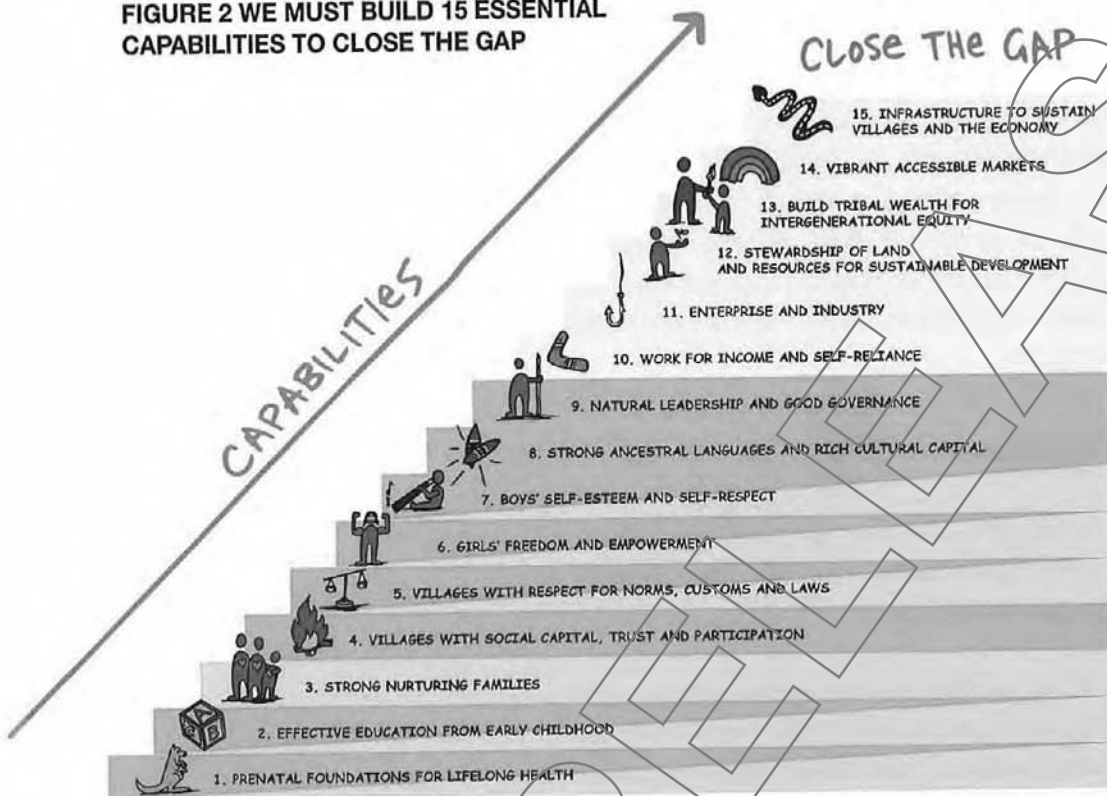 FIGURE 2 WE MUST BUILD 15 ESSENTIAL
CAPABILITIES TO CLOSE THE GAP
CLOSE THE GAP
CAPABILITIES
15. INFRASTRUCTURE TO SUSTAIN
VILLAGES AND THE ECONOMY
14. VIBRANT ACCESSIBLE MARKETS
13. BUILD TRIBAL WEALTH FOR
INTERGENERATIONAL EQUITY
12. STEWARDSHIP OF LAND
AND RESOURCES FOR SUSTAINABLE DEVELOPMENT
11. ENTERPRISE AND INDUSTRY
10. WORK FOR INCOME AND SELF-RELIANCE
9. NATURAL LEADERSHIP AND GOOD GOVERNANCE
8. STRONG ANCESTRAL LANGUAGES AND RICH CULTURAL CAPITAL
7. BOYS' SELF-ESTEEM AND SELF-RESPECT
6. GIRLS' FREEDOM AND EMPOWERMENT
5. VILLAGES WITH RESPECT FOR NORMS, CUSTOMS AND LAWS
4. VILLAGES WITH SOCIAL CAPITAL, TRUST AND PARTICIPATION
3. STRONG NURTURING FAMILIES
2. EFFECTIVE EDUCATION FROM EARLY CHILDHOOD
A
B
1. PRENATAL FOUNDATIONS FOR LIFELONG HEALTH